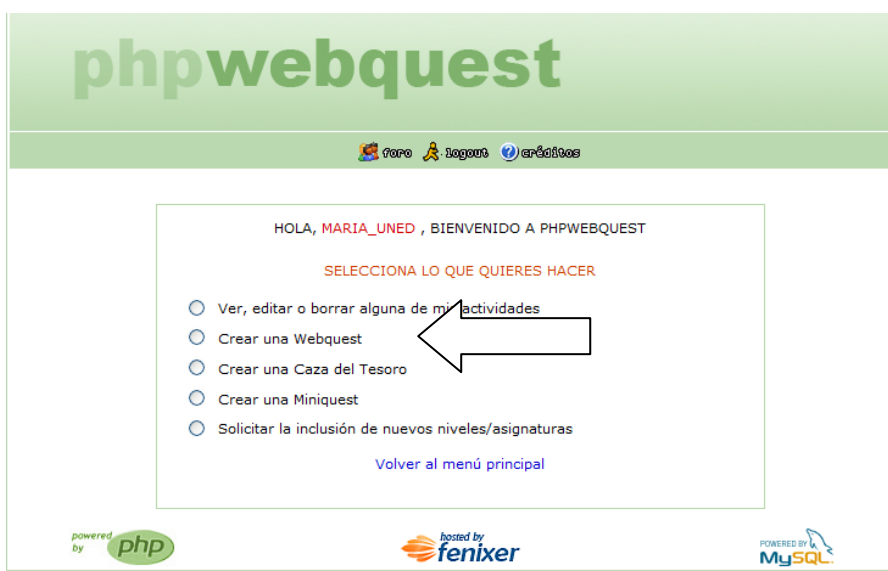 phpwebquest
foro logout créditos
HOLA, MARIA_UNED , BIENVENIDO A PHPWEBQUEST
SELECCIONA LO QUE QUIERES HACER
Ver, editar o borrar alguna de mis actividades
Crear una Webquest
Crear una Caza del Tesoro
Crear una Miniquest
Solicitar la inclusión de nuevos niveles/asignaturas
Volver al menú principal
powered
by php
hosted by
fenixer
POWERED BY
MySQL.